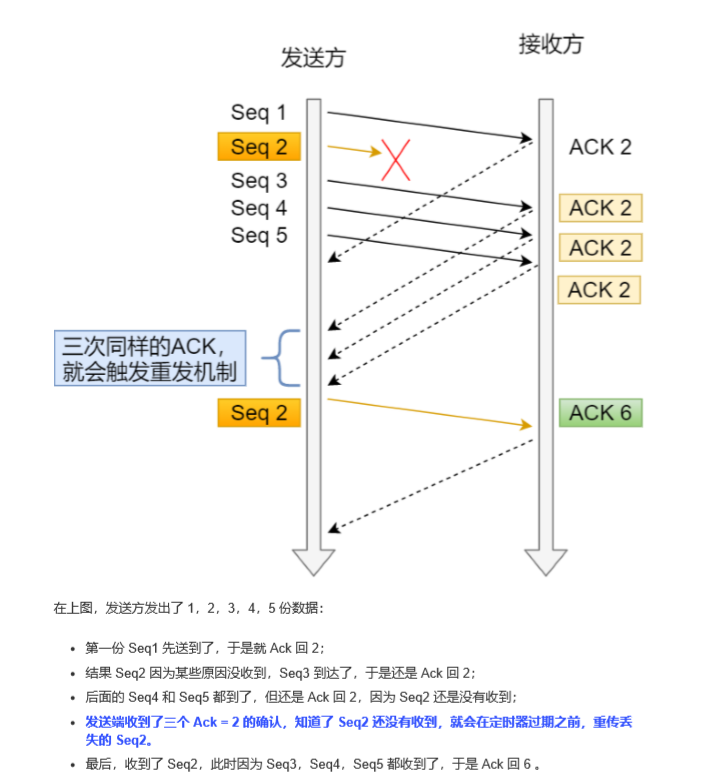 发送方
接收方
Seq 1
Seq 2
ACK 2
Seq 3
Seq 4
ACK 2
Seq 5
ACK 2
ACK 2
三次同样的ACK，
就会触发重发机制
Seq 2
ACK 6
在上图，发送方发出了 1，2，3，4，5 份数据：
• 第一份 Seq1 先送到了，于是就 Ack 回 2；
• 结果 Seq2 因为某些原因没收到，Seq3 到达了，于是还是 Ack 回 2；
• 后面的 Seq4 和 Seq5 都到了，但还是 Ack 回 2，因为 Seq2 还是没有收到；
• 发送端收到了三个 Ack = 2 的确认，知道了 Seq2 还没有收到，就会在定时器过期之前，重传丢
失的 Seq2。
• 最后，收到了 Seq2，此时因为 Seq3，Seq4，Seq5 都收到了，于是 Ack 回 6 。